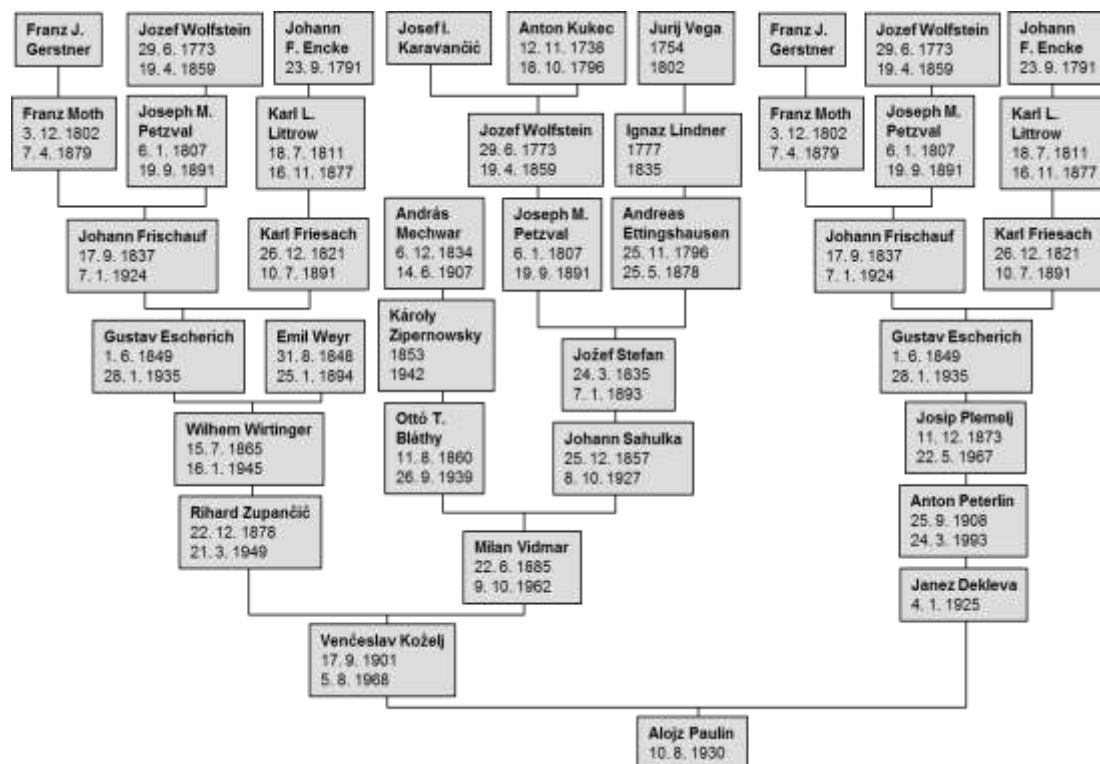 Franz J.
Gerstner
Jozef Wolfstein
29. 6. 1773
19. 4. 1859
Johann
F. Encke
23. 9. 1791
Josef I.
Karavančič
Anton Kukec
12. 11. 1738
18. 10. 1796
Jurij Vega
1754
1802
Franz J.
Gerstner
Jozef Wolfstein
29. 6. 1773
19. 4. 1859
Johann
F. Encke
23. 9. 1791
Franz Moth
3. 12. 1802
7. 4. 1879
Joseph M.
Petzval
6. 1. 1807
19. 9. 1891
Karl L.
Littrow
18. 7. 1811
16. 11. 1877
Jozef Wolfstein
29. 6. 1773
19. 4. 1859
Ignaz Lindner
1777
1835
Franz Moth
3. 12. 1802
7. 4. 1879
Joseph M.
Petzval
6. 1. 1807
19. 9. 1891
Karl L.
Littrow
18. 7. 1811
16. 11. 1877
Johann Frischauf
17. 9. 1837
7. 1. 1924
Karl Friesach
26. 12. 1821
10. 7. 1891
András
Mechwar
6. 12. 1834
14. 6. 1907
Joseph M.
Petzval
6. 1. 1807
19. 9. 1891
Andreas
Ettingshausen
25. 11. 1796
25. 5. 1878
Johann Frischauf
17. 9. 1837
7. 1. 1924
Karl Friesach
26. 12. 1821
10. 7. 1891
Gustav Escherich
1. 6. 1849
28. 1. 1935
Emil Weyr
31. 8. 1848
25. 1. 1894
Károly
Zipernowsky
1853
1942
Jožef Stefan
24. 3. 1835
7. 1. 1893
Gustav Escherich
1. 6. 1849
28. 1. 1935
Wilhem Wirtinger
15. 7. 1865
16. 1. 1945
Ottó T.
Bláthy
11. 8. 1860
26. 9. 1939
Johann Sahulka
25. 12. 1857
8. 10. 1927
Josip Plemelj
11. 12. 1873
22. 5. 1967
Rihard Zupančič
22. 12. 1878
21. 3. 1949
Milan Vidmar
22. 6. 1885
9. 10. 1962
Anton Peterlin
25. 9. 1908
24. 3. 1993
Janez Dekleva
4. 1. 1925
Venčeslav Koželj
17. 9. 1901
5. 8. 1968
Alojz Paulin
10. 8. 1930